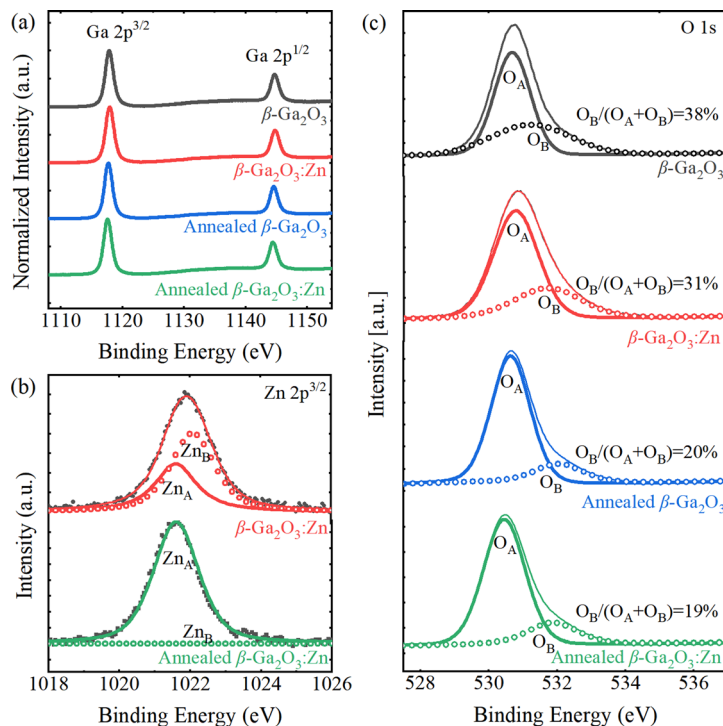 (a)
Ga 2p3/2
Ga 2p1/2
β-Ga2O3
β-Ga2O3:Zn
Annealed β-Ga2O3
Annealed β-Ga2O3:Zn
Normalized Intensity (a.u.)
1110 1120 1130 1140 1150
Binding Energy (eV)
(b)
Zn 2p3/2
ZnB
ZnA
β-Ga2O3:Zn
ZnA
ZnB
Annealed β-Ga2O3:Zn
Intensity (a.u.)
1018 1020 1022 1024 1026
Binding Energy (eV)
(c)
O 1s
OA
OB/(OA+OB)=38%
OB
β-Ga2O3
OA
OB/(OA+OB)=31%
OB
β-Ga2O3:Zn
OA
OB/(OA+OB)=20%
OB
Annealed β-Ga2O3
OA
OB/(OA+OB)=19%
OB
Annealed β-Ga2O3:Zn
Intensity [a.u.]
528 530 532 534 536
Binding Energy (eV)